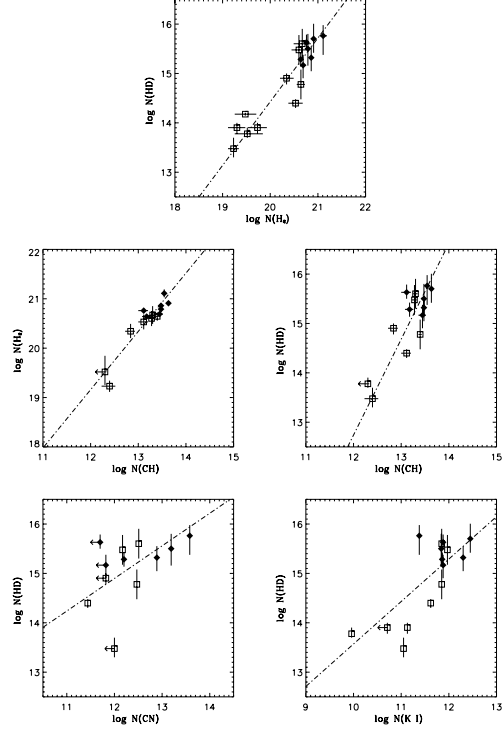 16
15
14
13
log N(HD)
18 19 20 21 22
log N(H₂)
22
21
20
19
18
log N(H₂)
11 12 13 14 15
log N(CH)
16
15
14
13
log N(HD)
11 12 13 14 15
log N(CH)
16
15
14
13
log N(HD)
11 12 13 14
log N(CN)
16
15
14
13
log N(HD)
9 10 11 12 13
log N(K I)